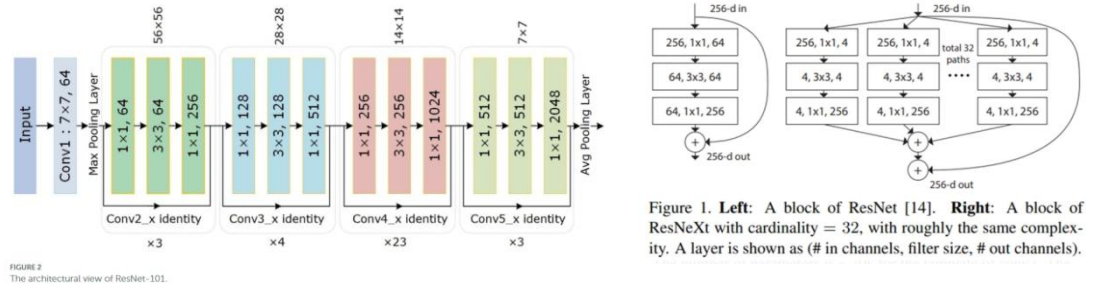 56×56
28×28
14×14
7×7
Input
Conv1 : 7×7, 64
Max Pooling Layer
1×1, 64
3×3, 64
1×1, 256
1×1, 128
3×3, 128
1×1, 512
1×1, 256
3×3, 256
1×1, 1024
1×1, 512
3×3, 512
1×1, 2048
Avg Pooling Layer
Conv2_x identity
Conv3_x identity
Conv4_x identity
Conv5_x identity
×3
×4
×23
×3
FIGURE 2
The architectural view of ResNet-101.
256-d in
256, 1x1, 64
64, 3x3, 64
64, 1x1, 256
+
256-d out
256-d in
256, 1x1, 4
256, 1x1, 4
256, 1x1, 4
total 32
paths
4, 3x3, 4
4, 3x3, 4
....
4, 3x3, 4
4, 1x1, 256
4, 1x1, 256
4, 1x1, 256
+
+
256-d out
Figure 1. Left: A block of ResNet [14]. Right: A block of
ResNeXt with cardinality = 32, with roughly the same complex-
ity. A layer is shown as (# in channels, filter size, # out channels).